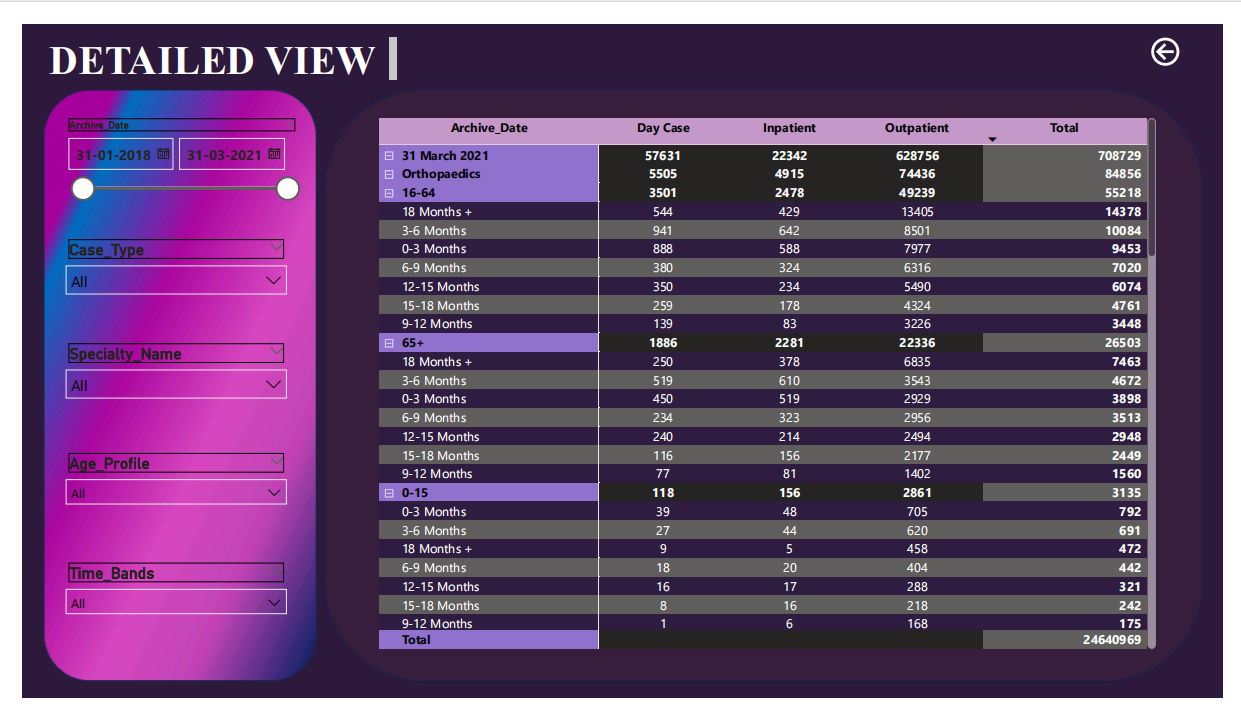 DETAILED VIEW
Archive_Date
31-01-2018 31-03-2021
Case_Type
All
Specialty_Name
All
Age_Profile
All
Time_Bands
All
Archive_Date Day Case Inpatient Outpatient Total
31 March 2021 57631 22342 628756 708729
Orthopaedics 5505 4915 74436 84856
16-64 3501 2478 49239 55218
18 Months + 544 429 13405 14378
3-6 Months 941 642 8501 10084
0-3 Months 888 588 7977 9453
6-9 Months 380 324 6316 7020
12-15 Months 350 234 5490 6074
15-18 Months 259 178 4324 4761
9-12 Months 139 83 3226 3448
65+ 1886 2281 22336 26503
18 Months + 250 378 6835 7463
3-6 Months 519 610 3543 4672
0-3 Months 450 519 2929 3898
6-9 Months 234 323 2956 3513
12-15 Months 240 214 2494 2948
15-18 Months 116 156 2177 2449
9-12 Months 77 81 1402 1560
0-15 118 156 2861 3135
0-3 Months 39 48 705 792
3-6 Months 27 44 620 691
18 Months + 9 5 458 472
6-9 Months 18 20 404 442
12-15 Months 16 17 288 321
15-18 Months 8 16 218 242
9-12 Months 1 6 168 175
Total 24640969